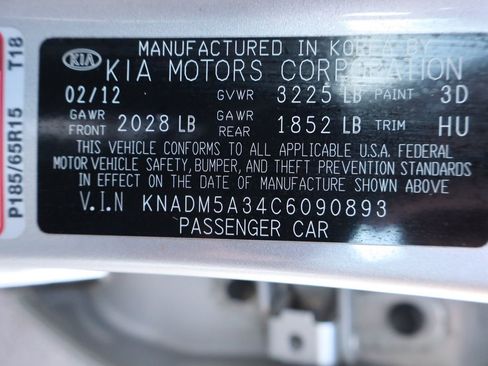 MANUFACTURED IN KOREA BY
KIA KIA MOTORS CORPORATION
02/12 GVWR 3225 LB PAINT 3D
GAWR FRONT 2028 LB GAWR REAR 1852 LB TRIM HU
THIS VEHICLE CONFORMS TO ALL APPLICABLE U.S.A. FEDERAL
MOTOR VEHICLE SAFETY, BUMPER, AND THEFT PREVENTION STANDARDS
IN EFFECT ON THE DATE OF MANUFACTURE SHOWN ABOVE
V.I.N KNADM5A34C6090893
PASSENGER CAR
P185/65R15 T18